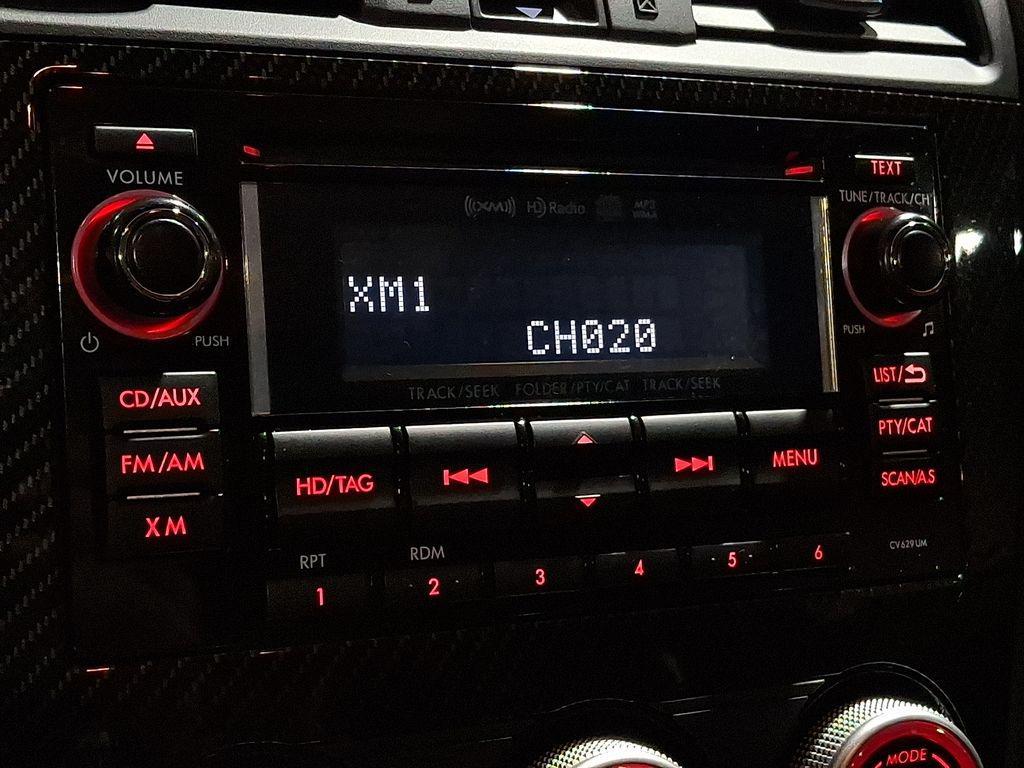 TEXT
VOLUME
TUNE/TRACK/CH
((XM))
HD Radio
MP3
WMA
XM1
CH020
PUSH
PUSH
TRACK/SEEK FOLDER/PTY/CAT TRACK/SEEK
CD/AUX
LIST/
FM/AM
HD/TAG
MENU
PTY/CAT
XM
SCAN/A.S
CV629UM
RPT
RDM
1
2
3
4
5
6
MODE